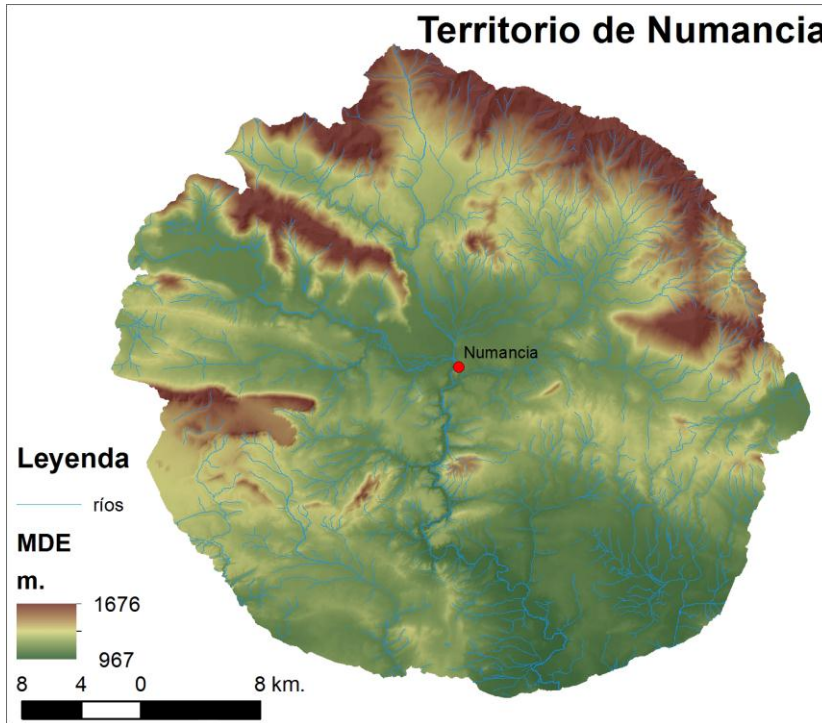 Territorio de Numancia
Numancia
Leyenda
ríos
MDE
m.
1676
967
8 4 0 8 km.